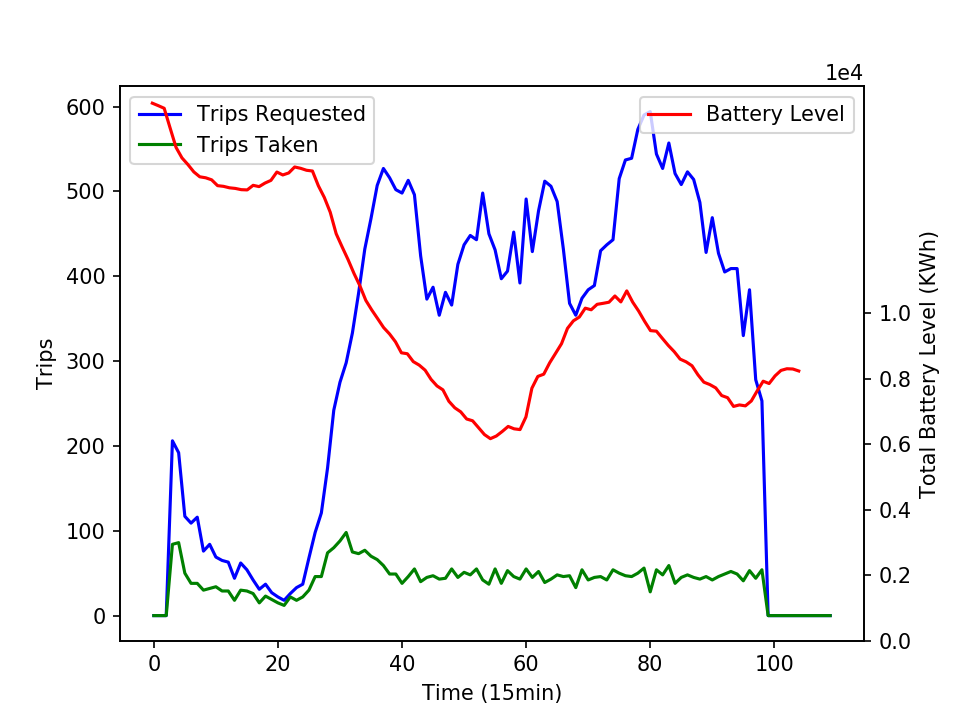 1e4
Trips Requested
Trips Taken
Battery Level
600
500
400
300
200
100
0
Trips
1.0
0.8
0.6
0.4
0.2
0.0
Total Battery Level (KWh)
0 20 40 60 80 100
Time (15min)